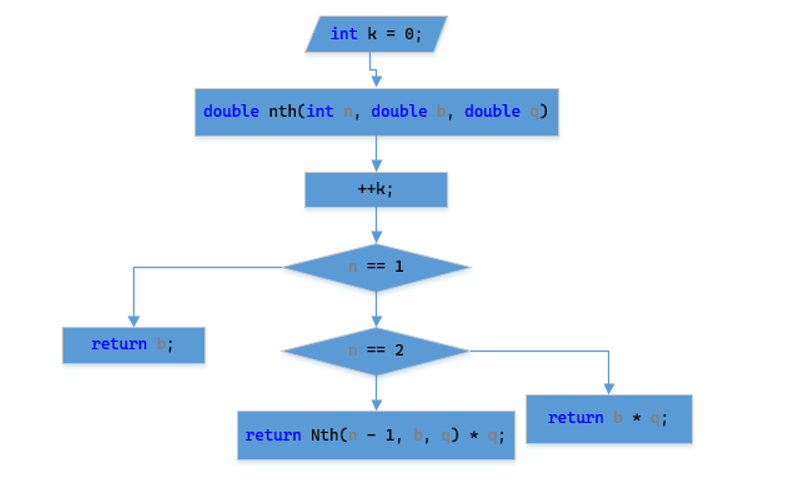 int k = 0;
double nth(int n, double b, double q)
++k;
n == 1
return b;
n == 2
return Nth(n - 1, b, q) * q;
return b * q;